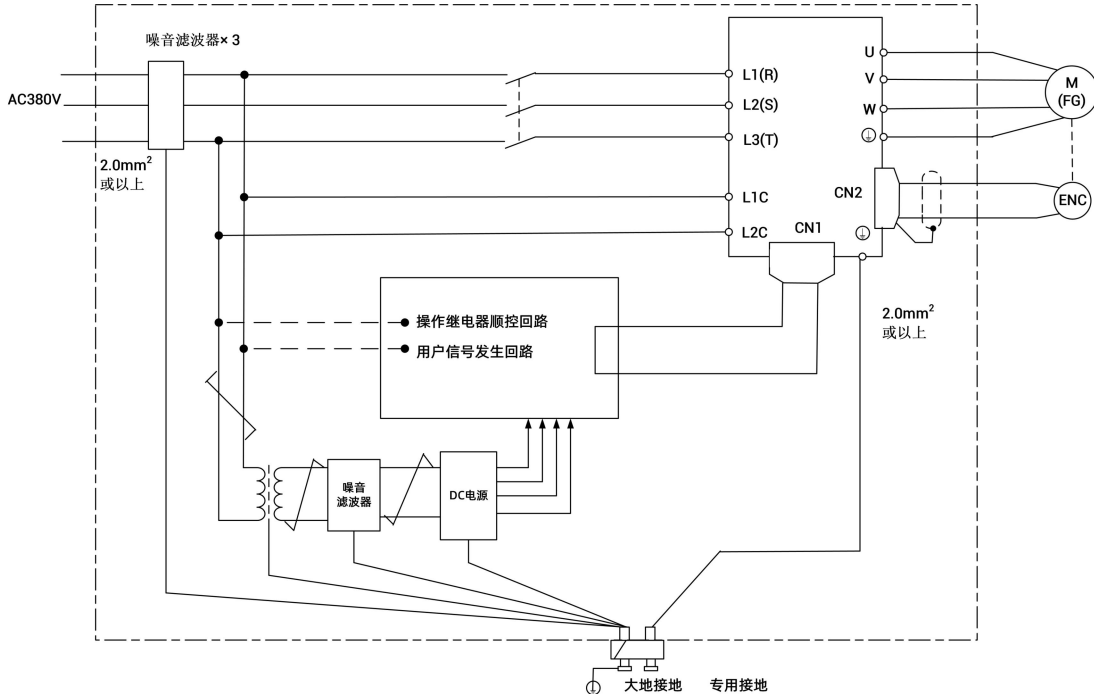 噪音滤波器× 3
AC380V
2.0mm²
或以上
L1(R)
L2(S)
L3(T)
L1C
L2C
U
V
W
M
(FG)
CN2
ENC
CN1
2.0mm²
或以上
操作继电器顺控回路
用户信号发生回路
噪音
滤波器
DC电源
大地接地 专用接地